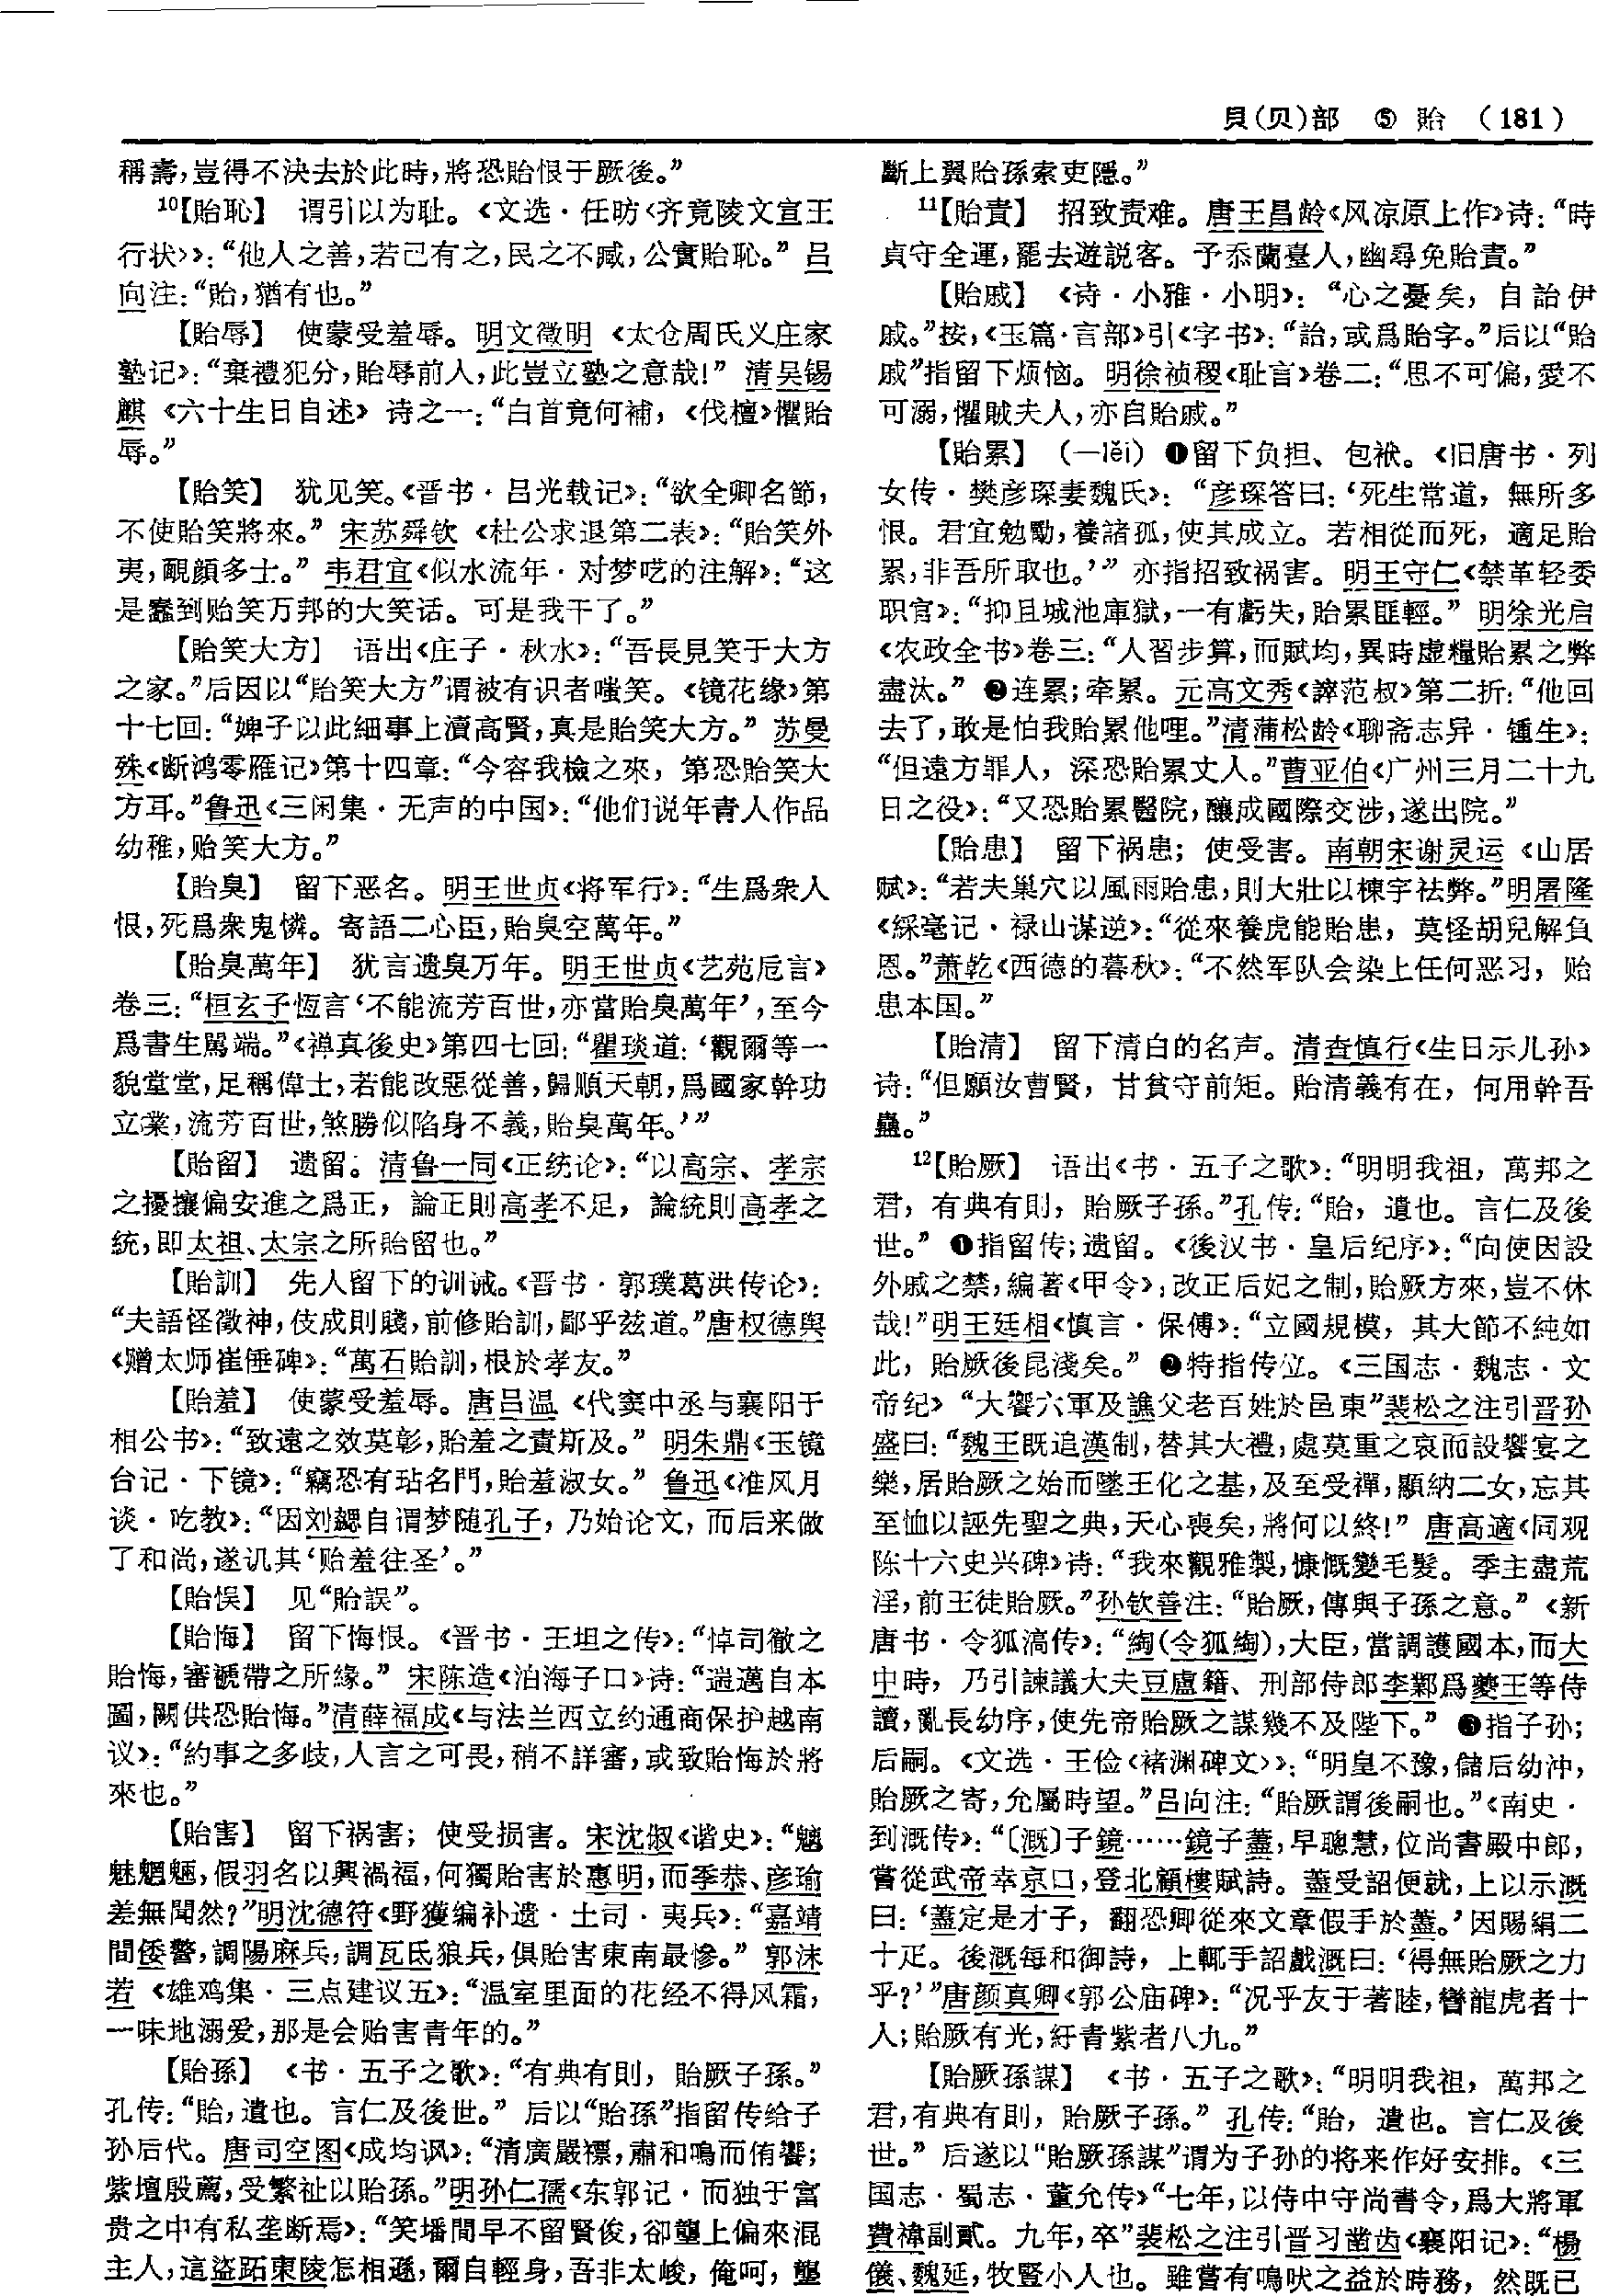 貝(贝)部 ⑤ 貽 (181)
稱壽,豈得不決去於此時,將恐貽恨于厥後。”
10【貽恥】 谓引以为耻。《文选·任昉〈齐竟陵文宣王
行状〉》:“他人之善,若己有之,民之不臧,公實貽恥。”吕
向注:“貽,猶有也。”
【貽辱】 使蒙受羞辱。明文徵明《太仓周氏义庄家
塾记》:“棄禮犯分,貽辱前人,此豈立塾之意哉!”清吴锡
麒《六十生日自述》诗之一:“白首竟何補,《伐檀》懼貽
辱。”
【貽笑】 犹见笑。《晋书·吕光载记》:“欲全卿名節,
不使貽笑將來。”宋苏舜钦《杜公求退第二表》:“貽笑外
夷,靦顔多士。”韦君宜《似水流年·对梦呓的注解》:“这
是蠢到贻笑万邦的大笑话。可是我干了。”
【貽笑大方】 语出《庄子·秋水》:“吾長見笑于大方
之家。”后因以“貽笑大方”谓被有识者嗤笑。《镜花缘》第
十七回:“婢子以此細事上瀆高賢,真是貽笑大方。”苏曼
殊《断鸿零雁记》第十四章:“今容我檢之來,第恐貽笑大
方耳。”鲁迅《三闲集·无声的中国》:“他们说年青人作品
幼稚,贻笑大方。”
【貽臭】 留下恶名。明王世贞《将军行》:“生爲衆人
恨,死爲衆鬼憐。寄語二心臣,貽臭空萬年。”
【貽臭萬年】 犹言遗臭万年。明王世贞《艺苑卮言》
卷三:“桓玄子恆言‘不能流芳百世,亦當貽臭萬年’,至今
爲書生駡端。”《禅真後史》第四七回:“瞿琰道:‘觀爾等一
貌堂堂,足稱偉士,若能改惡從善,歸順天朝,爲國家幹功
立業,流芳百世,煞勝似陷身不義,貽臭萬年。’”
【貽留】 遗留。清鲁一同《正统论》:“以高宗、孝宗
之擾攘偏安進之爲正,論正則高孝不足,論統則高孝之
統,即太祖、太宗之所貽留也。”
【貽訓】 先人留下的训诫。《晋书·郭璞葛洪传论》:
“夫語怪徵神,伎成則賤,前修貽訓,鄙乎兹道。”唐权德舆
《赠太师崔倕碑》:“萬石貽訓,根於孝友。”
【貽羞】 使蒙受羞辱。唐吕温《代窦中丞与襄阳于
相公书》:“致遠之效莫彰,貽羞之責斯及。”明朱鼎《玉镜
台记·下镜》:“竊恐有玷名門,貽羞淑女。”鲁迅《准风月
谈·吃教》:“因刘勰自谓梦随孔子,乃始论文,而后来做
了和尚,遂讥其‘贻羞往圣’。”
【貽悞】 见“貽誤”。
【貽悔】 留下悔恨。《晋书·王坦之传》:“悼司徹之
貽悔,審褫帶之所緣。”宋陈造《泊海子口》诗:“遄邁自本
圖,闕供恐貽悔。”清薛福成《与法兰西立约通商保护越南
议》:“約事之多歧,人言之可畏,稍不詳審,或致貽悔於將
來也。”
【貽害】 留下祸害;使受损害。宋沈俶《谐史》:“魑
魅魍魎,假羽名以興禍福,何獨貽害於惠明,而季恭、彦瑜
差無聞然?”明沈德符《野獲编补遗·土司·夷兵》:“嘉靖
間倭警,調陽麻兵,調瓦氏狼兵,俱貽害東南最慘。”郭沫
若《雄鸡集·三点建议五》:“温室里面的花经不得风霜,
一味地溺爱,那是会贻害青年的。”
【貽孫】 《书·五子之歌》:“有典有則,貽厥子孫。”
孔传:“貽,遺也。言仁及後世。”后以“貽孫”指留传给子
孙后代。唐司空图《成均讽》:“清廣嚴禋,肅和鳴而侑饗;
紫壇殷薦,受繁祉以貽孫。”明孙仁孺《东郭记·而独于富
贵之中有私垄断焉》:“笑墦間早不留賢俊,卻壟上偏來混
主人,這盜跖東陵怎相遜,爾自輕身,吾非太峻,俺呵,壟
斷上翼貽孫索吏隱。”
11【貽責】 招致责难。唐王昌龄《风凉原上作》诗:“時
貞守全運,罷去遊説客。予忝蘭臺人,幽尋免貽責。”
【貽戚】 《诗·小雅·小明》:“心之憂矣,自詒伊
戚。”按,《玉篇·言部》引《字书》:“詒,或爲貽字。”后以“貽
戚”指留下烦恼。明徐祯稷《耻言》卷二:“思不可偏,愛不
可溺,懼賊夫人,亦自貽戚。”
【貽累】 (—lěi) ❶留下负担、包袱。《旧唐书·列
女传·樊彦琛妻魏氏》:“彦琛答曰:‘死生常道,無所多
恨。君宜勉勵,養諸孤,使其成立。若相從而死,適足貽
累,非吾所取也。’”亦指招致祸害。明王守仁《禁革轻委
职官》:“抑且城池庫獄,一有虧失,貽累匪輕。”明徐光启
《农政全书》卷三:“人習步算,而賦均,異時虚糧貽累之弊
盡汰。” ❷连累;牵累。元高文秀《谇范叔》第二折:“他回
去了,敢是怕我貽累他哩。”清蒲松龄《聊斋志异·锺生》:
“但遠方罪人,深恐貽累丈人。”曹亚伯《广州三月二十九
日之役》:“又恐貽累醫院,釀成國際交涉,遂出院。”
【貽患】 留下祸患;使受害。南朝宋谢灵运《山居
赋》:“若夫巢穴以風雨貽患,則大壯以棟宇祛弊。”明屠隆
《綵毫记·禄山谋逆》:“從來養虎能貽患,莫怪胡兒解負
恩。”萧乾《西德的暮秋》:“不然军队会染上任何恶习,贻
患本国。”
【貽清】 留下清白的名声。清查慎行《生日示儿孙》
诗:“但願汝曹賢,甘貧守前矩。貽清義有在,何用幹吾
蠱。”
12【貽厥】 语出《书·五子之歌》:“明明我祖,萬邦之
君,有典有則,貽厥子孫。”孔传:“貽,遺也。言仁及後
世。” ❶指留传;遗留。《後汉书·皇后纪序》:“向使因設
外戚之禁,編著《甲令》,改正后妃之制,貽厥方來,豈不休
哉!”明王廷相《慎言·保傅》:“立國規模,其大節不純如
此,貽厥後昆淺矣。” ❷特指传位。《三国志·魏志·文
帝纪》“大饗六軍及譙父老百姓於邑東”裴松之注引晋孙
盛曰:“魏王既追漢制,替其大禮,處莫重之哀而設饗宴之
樂,居貽厥之始而墜王化之基,及至受禪,顯納二女,忘其
至恤以誣先聖之典,天心喪矣,將何以終!”唐高適《同观
陈十六史兴碑》诗:“我來觀雅製,慷慨變毛髮。季主盡荒
淫,前王徒貽厥。”孙钦善注:“貽厥,傳與子孫之意。”《新
唐书·令狐滈传》:“綯(令狐綯),大臣,當調護國本,而大
中時,乃引諫議大夫豆盧籍、刑部侍郎李鄴爲夔王等侍
讀,亂長幼序,使先帝貽厥之謀幾不及陛下。” ❸指子孙;
后嗣。《文选·王俭〈褚渊碑文〉》:“明皇不豫,儲后幼沖,
貽厥之寄,允屬時望。”吕向注:“貽厥謂後嗣也。”《南史·
到溉传》:“〔溉〕子鏡……鏡子藎,早聰慧,位尚書殿中郎,
嘗從武帝幸京口,登北顧樓賦詩。藎受詔便就,上以示溉
曰:‘藎定是才子,翻恐卿從來文章假手於藎。’因賜絹二
十疋。後溉每和御詩,上輒手詔戲溉曰:‘得無貽厥之力
乎?’”唐颜真卿《郭公庙碑》:“况乎友于著睦,轡龍虎者十
人;貽厥有光,紆青紫者八九。”
【貽厥孫謀】 《书·五子之歌》:“明明我祖,萬邦之
君,有典有則,貽厥子孫。”孔传:“貽,遺也。言仁及後
世。”后遂以“貽厥孫謀”谓为子孙的将来作好安排。《三
国志·蜀志·董允传》“七年,以侍中守尚書令,爲大將軍
費禕副貳。九年,卒”裴松之注引晋习凿齿《襄阳记》:“楊
儀、魏延,牧豎小人也。雖嘗有鳴吠之益於時務,然既已